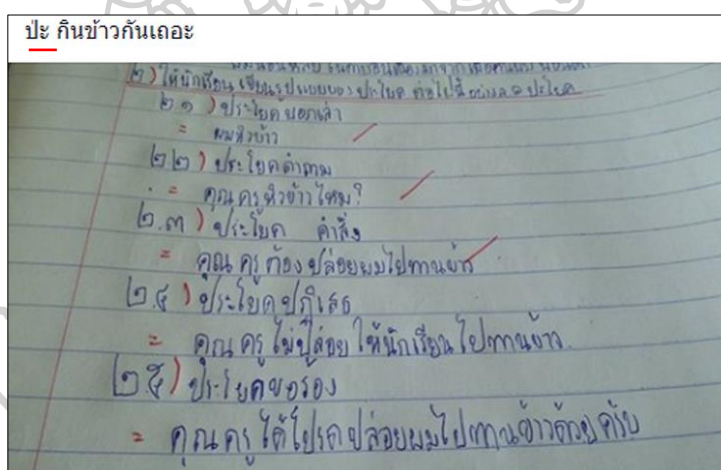 ป่ะ กินข้าวกันเถอะ
๒) ให้นักเรียน เขียนรูปแบบของ ประโยค ต่อไปนี้ อย่างละ ๑ ประโยค
๒.๑ ) ประโยค บอกเล่า
= ผมหิวข้าว
๒.๒ ) ประโยคคำถาม
= คุณ ครู หิวข้าว ไหม?
๒.๓ ) ประโยค คำสั่ง
= คุณ ครู ต้อง ปล่อยผมไปทานข้าว
๒.๔ ) ประโยคปฏิเสธ
= คุณ ครู ไม่ปล่อย ให้นักเรียน ไปทานข้าว
๒.๕) ประโยคขอร้อง
= คุณ ครู ได้โปรดปล่อยผมไปทานข้าวด้วยครับ